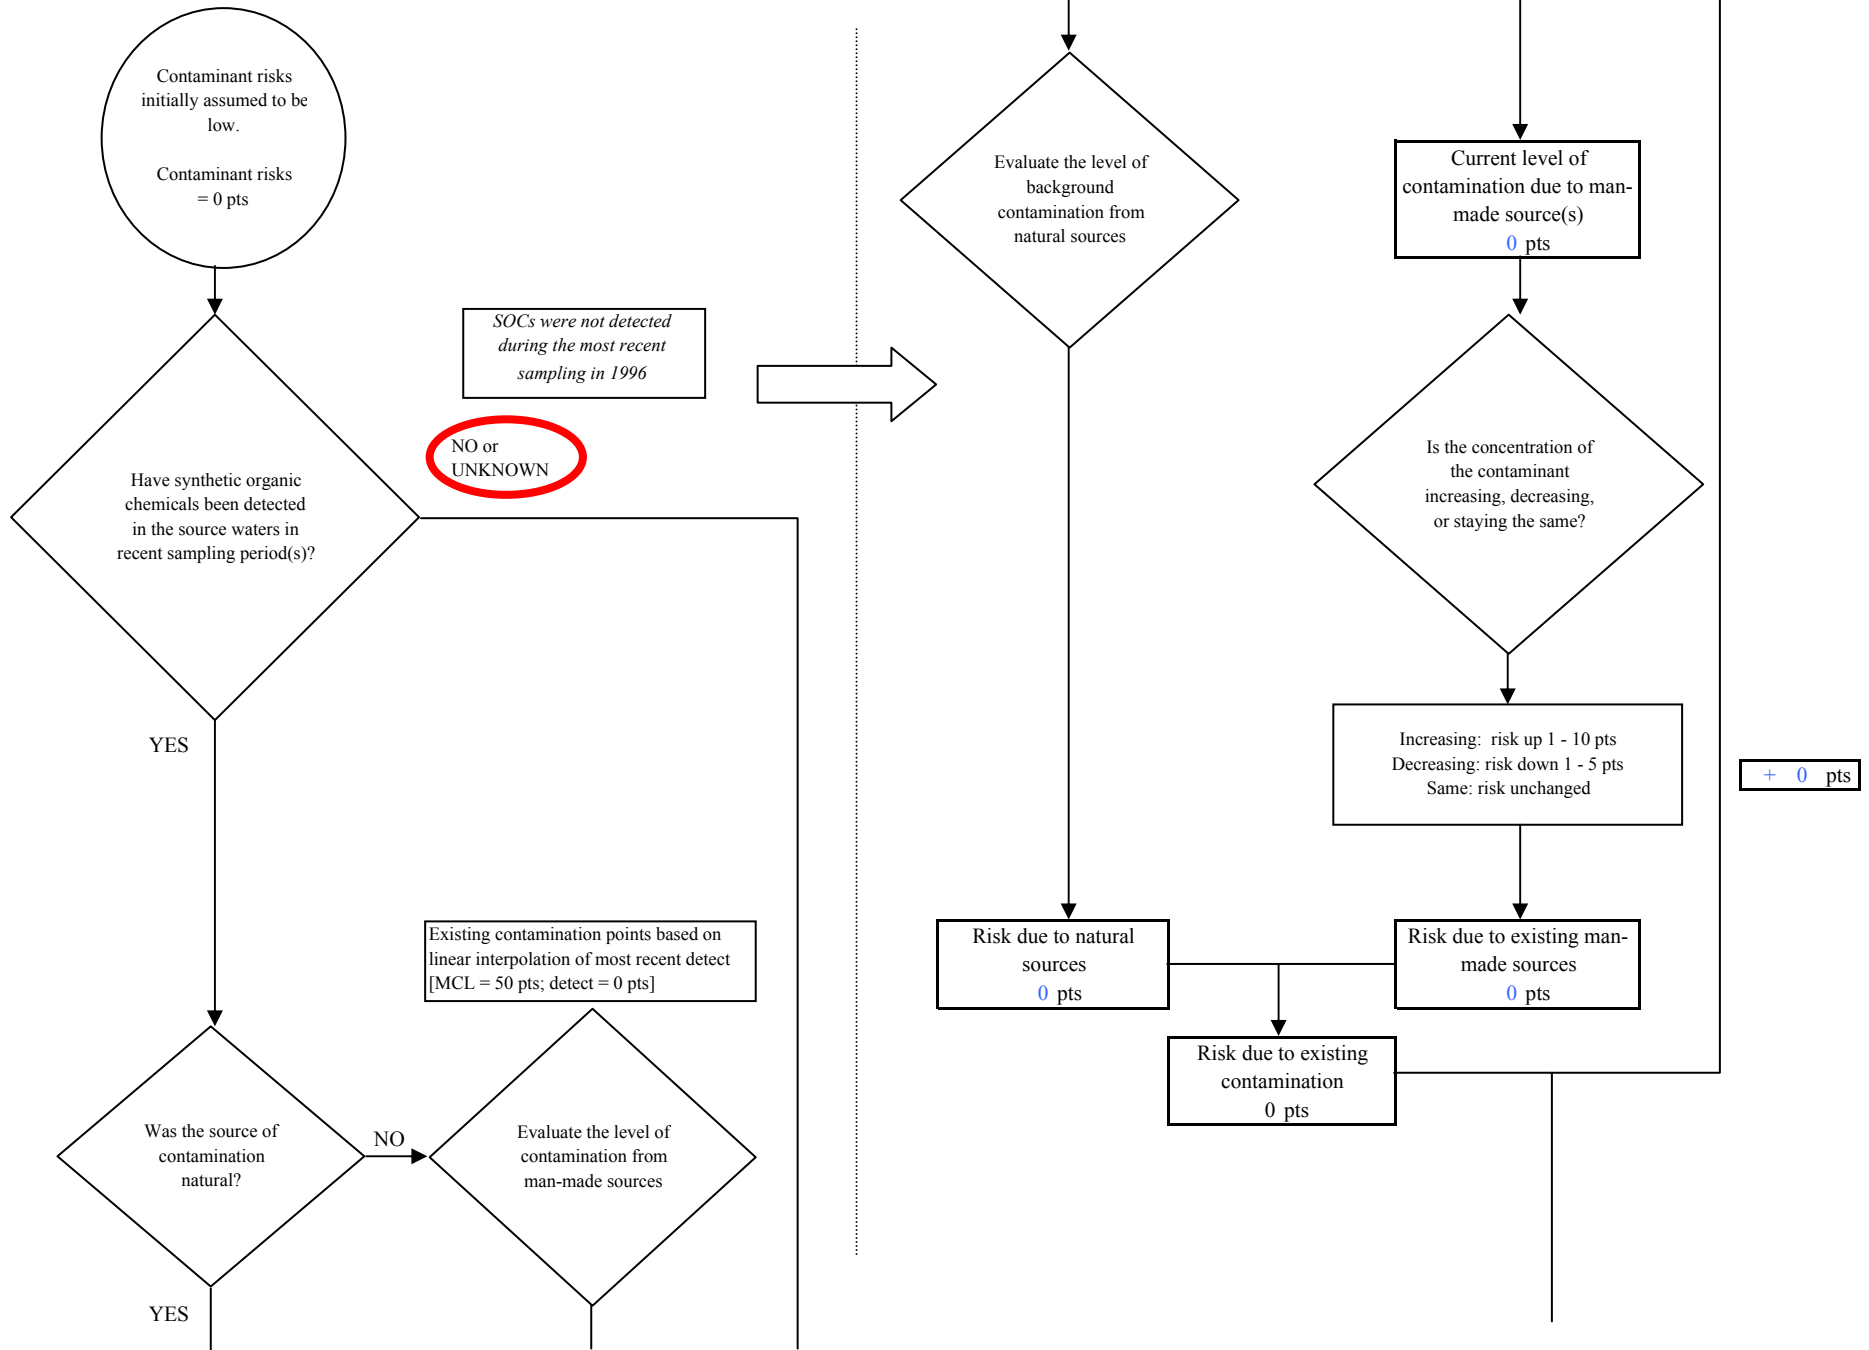 Contaminant risks
initially assumed to be
low.
Contaminant risks
= 0 pts
SOCs were not detected
during the most recent
sampling in 1996
NO or
UNKNOWN
Have synthetic organic
chemicals been detected
in the source waters in
recent sampling period(s)?
YES
Existing contamination points based on
linear interpolation of most recent detect
[MCL = 50 pts; detect = 0 pts]
Was the source of
contamination
natural?
NO
Evaluate the level of
contamination from
man-made sources
YES
Evaluate the level of
background
contamination from
natural sources
Current level of
contamination due to man-
made source(s)
0 pts
Is the concentration of
the contaminant
increasing, decreasing,
or staying the same?
Increasing: risk up 1 - 10 pts
Decreasing: risk down 1 - 5 pts
Same: risk unchanged
+ 0 pts
Risk due to natural
sources
0 pts
Risk due to existing man-
made sources
0 pts
Risk due to existing
contamination
0 pts